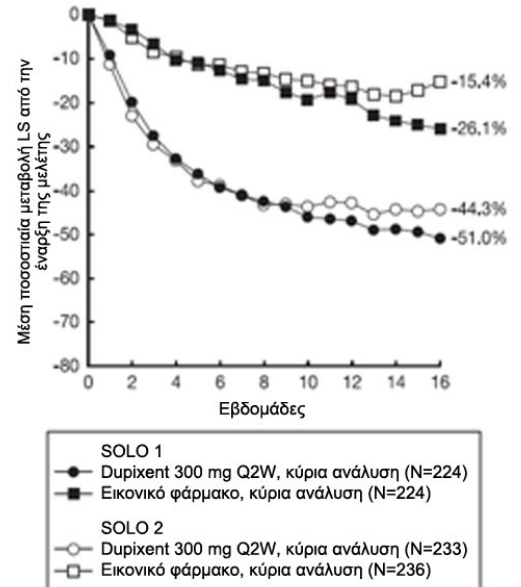 Μέση ποσοστιαία μεταβολή LS από την
έναρξη της μελέτης
0
-10
-20
-30
-40
-50
-60
-70
-80
-15.4%
-26.1%
-44.3%
-51.0%
0 2 4 6 8 10 12 14 16
Εβδομάδες
SOLO 1
Dupixent 300 mg Q2W, κύρια ανάλυση (N=224)
Εικονικό φάρμακο, κύρια ανάλυση (N=224)
SOLO 2
Dupixent 300 mg Q2W, κύρια ανάλυση (N=233)
Εικονικό φάρμακο, κύρια ανάλυση (N=236)